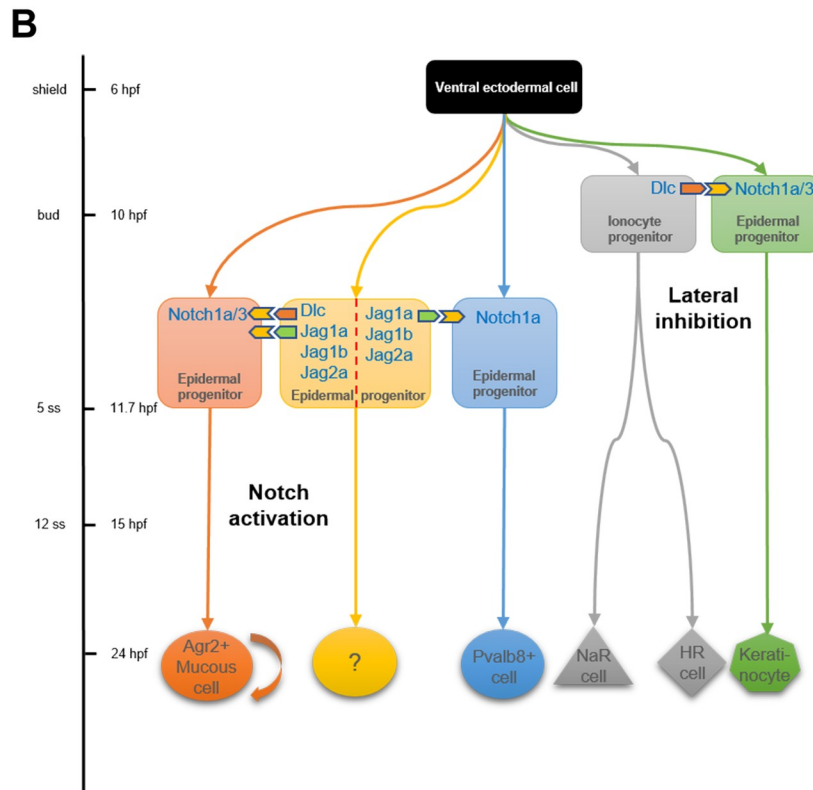 B
Ventral ectodermal cell
shield
6 hpf
Dlc
Notch1a/3
Ionocyte
progenitor
Epidermal
progenitor
bud
10 hpf
Notch1a/3
Dlc
Jag1a
Jag1b
Jag2a
Jag1a
Jag1b
Jag2a
Notch1a
Lateral
inhibition
Epidermal
progenitor
Epidermal progenitor
Epidermal
progenitor
5 ss
11.7 hpf
Notch
activation
12 ss
15 hpf
24 hpf
Agr2+
Mucous
cell
?
Pvalb8+
cell
NaR
cell
HR
cell
Kerati-
nocyte